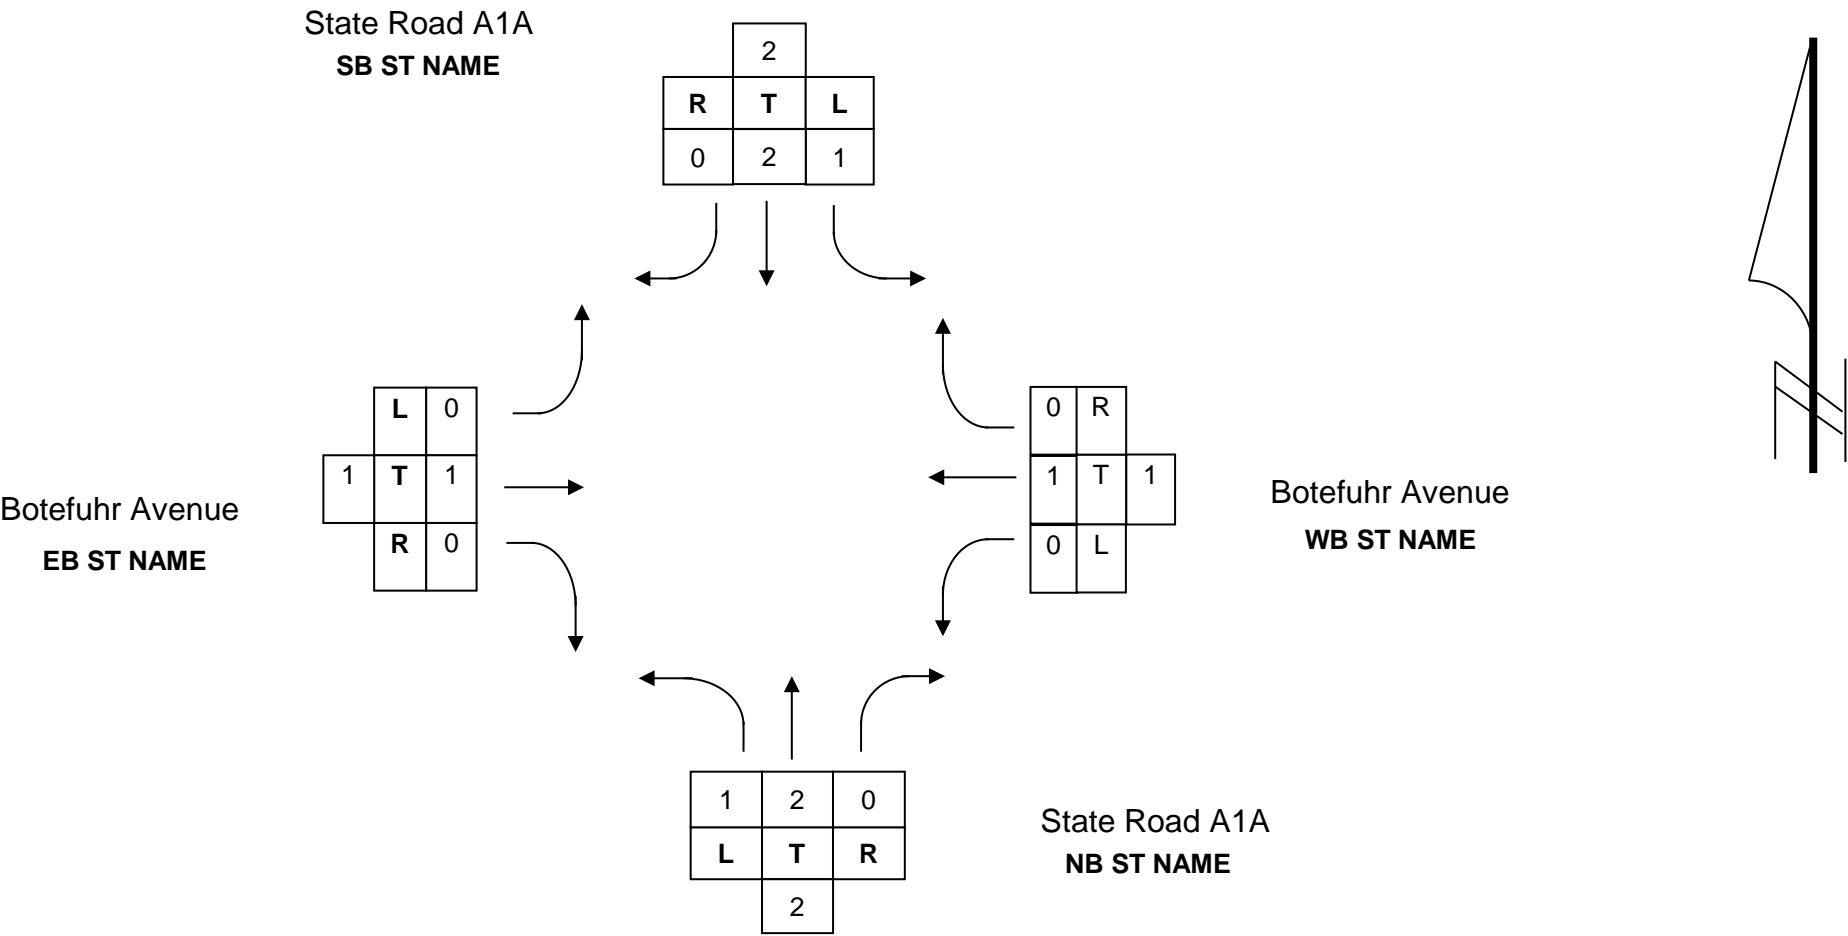 State Road A1A
SB ST NAME
2
R T L
0 2 1
L 0
1 T 1
R 0
Botefuhr Avenue
EB ST NAME
0 R
1 T 1
0 L
Botefuhr Avenue
WB ST NAME
1 2 0
L T R
2
State Road A1A
NB ST NAME
N